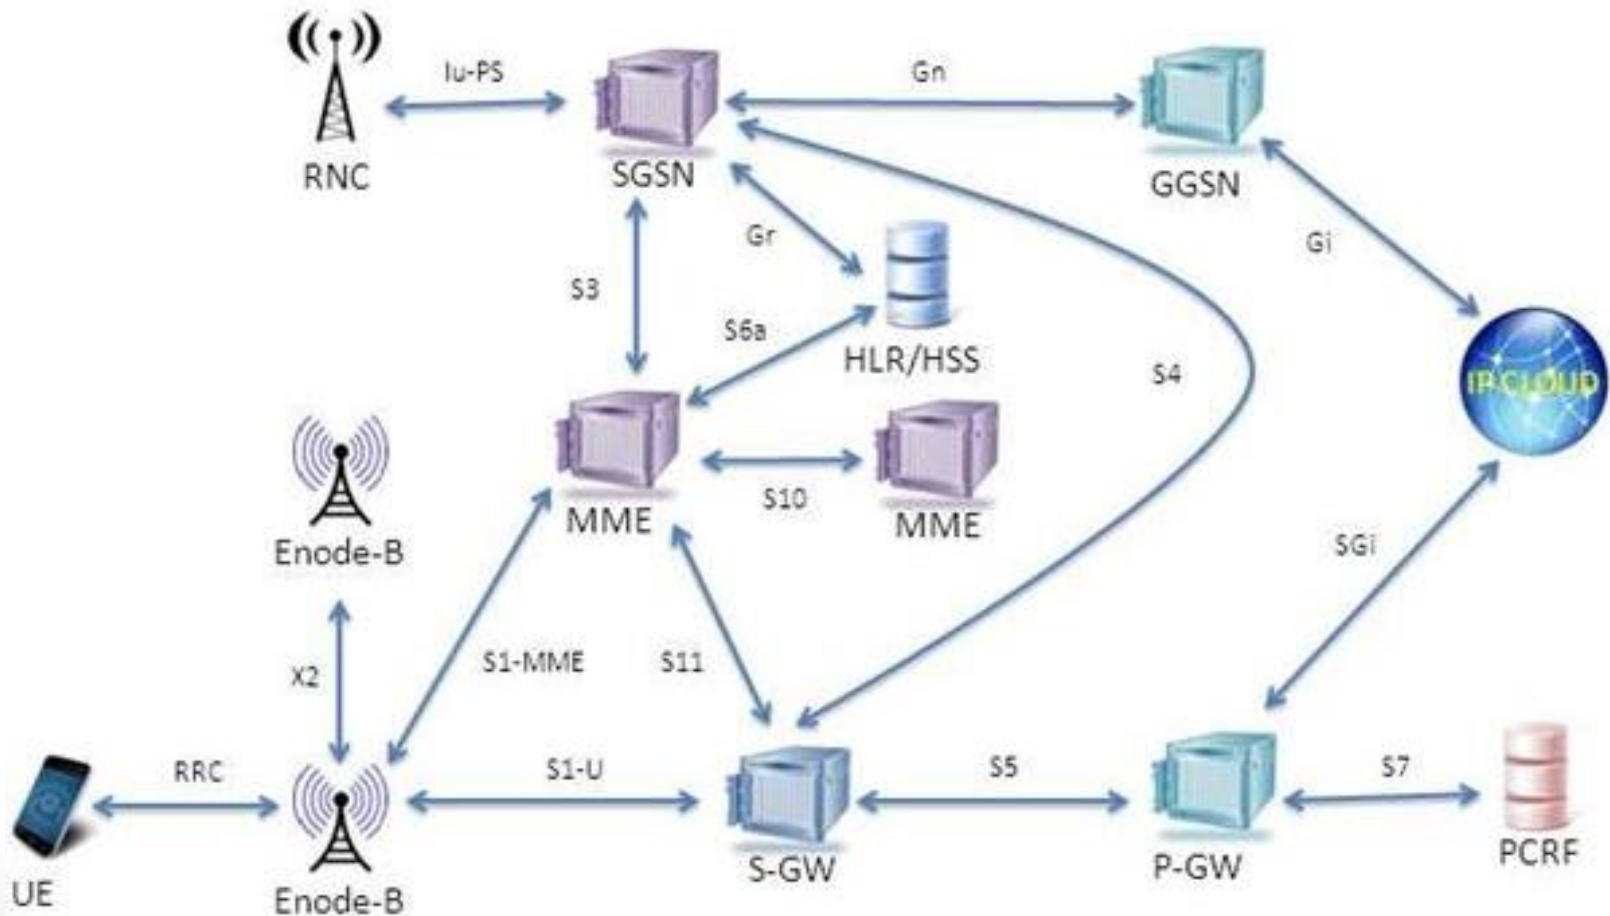 Iu-PS
Gn
RNC
SGSN
GGSN
Gr
Gi
S3
S6a
HLR/HSS
S4
IP CLOUD
MME
S10
MME
Enode-B
SGi
X2
S1-MME
S11
RRC
S1-U
S5
S7
UE
Enode-B
S-GW
P-GW
PCRF